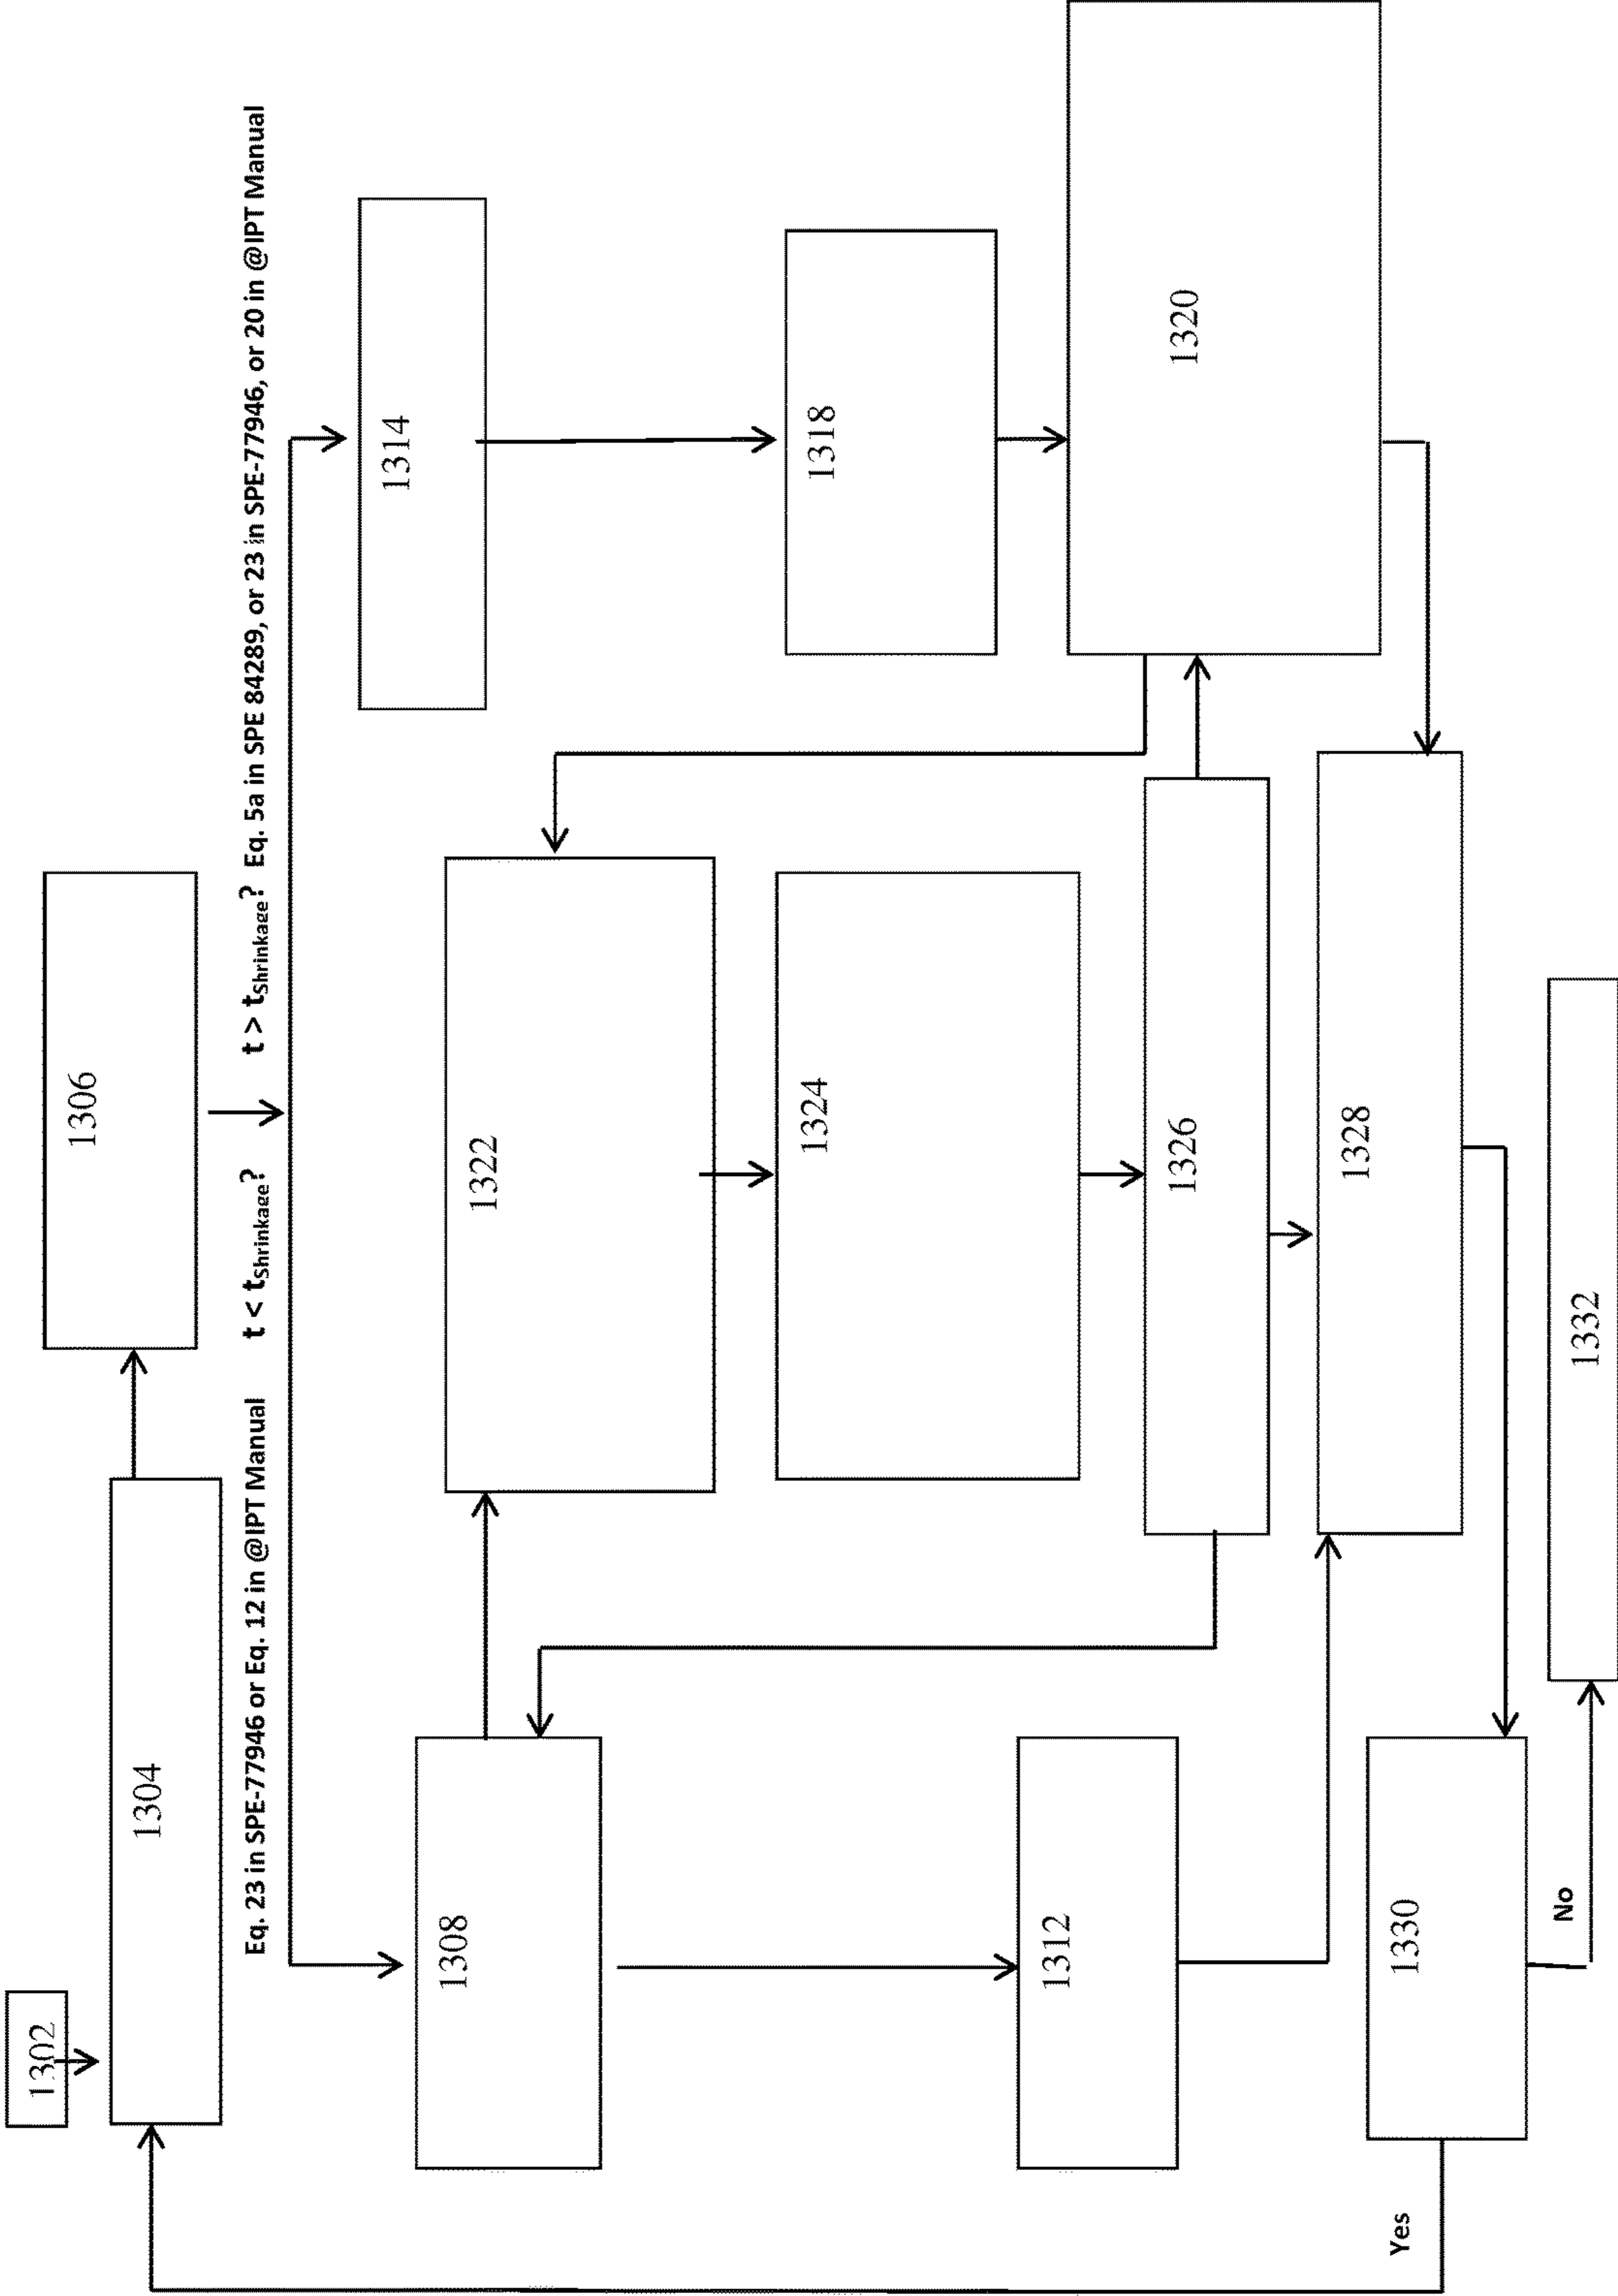 1302
1304
1306
Eq. 23 in SPE-77946 or Eq. 12 in @IPT Manual
t < tShrinkage?
t > tShrinkage?
Eq. 5a in SPE 84289, or 23 in SPE-77946, or 20 in @IPT Manual
1308
1322
1314
1324
1318
1312
1326
1320
1328
Yes
1330
No
1332